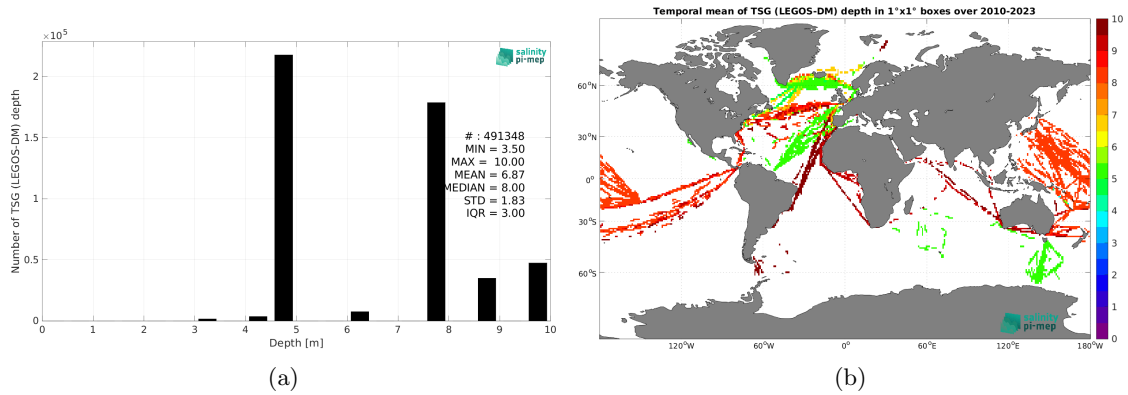 ×10⁵
salinity
pi-mep
2
1.5
1
0.5
0
Number of TSG (LEGOS-DM) depth
# : 491348
MIN = 3.50
MAX = 10.00
MEAN = 6.87
MEDIAN = 8.00
STD = 1.83
IQR = 3.00
0 1 2 3 4 5 6 7 8 9 10
Depth [m]
(a)
Temporal mean of TSG (LEGOS-DM) depth in 1°x1° boxes over 2010-2023
60°N
30°N
0°
30°S
60°S
120°W 60°W 0° 60°E 120°E 180°W
salinity
pi-mep
10
9
8
7
6
5
4
3
2
1
0
(b)